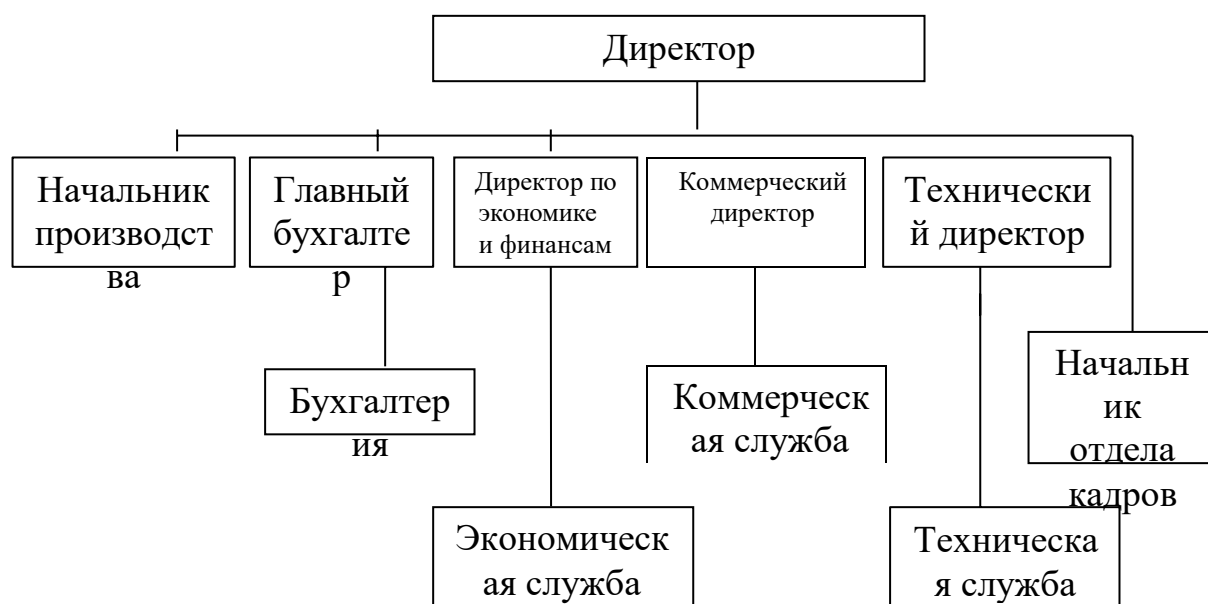 Директор
Начальник
производст
ва
Главный
бухгалте
р
Директор по
экономике
и финансам
Коммерческий
директор
Технически
й директор
Бухгалтер
ия
Коммерческ
ая служба
Начальн
ик
отдела
кадров
Экономическ
ая служба
Техническа
я служба